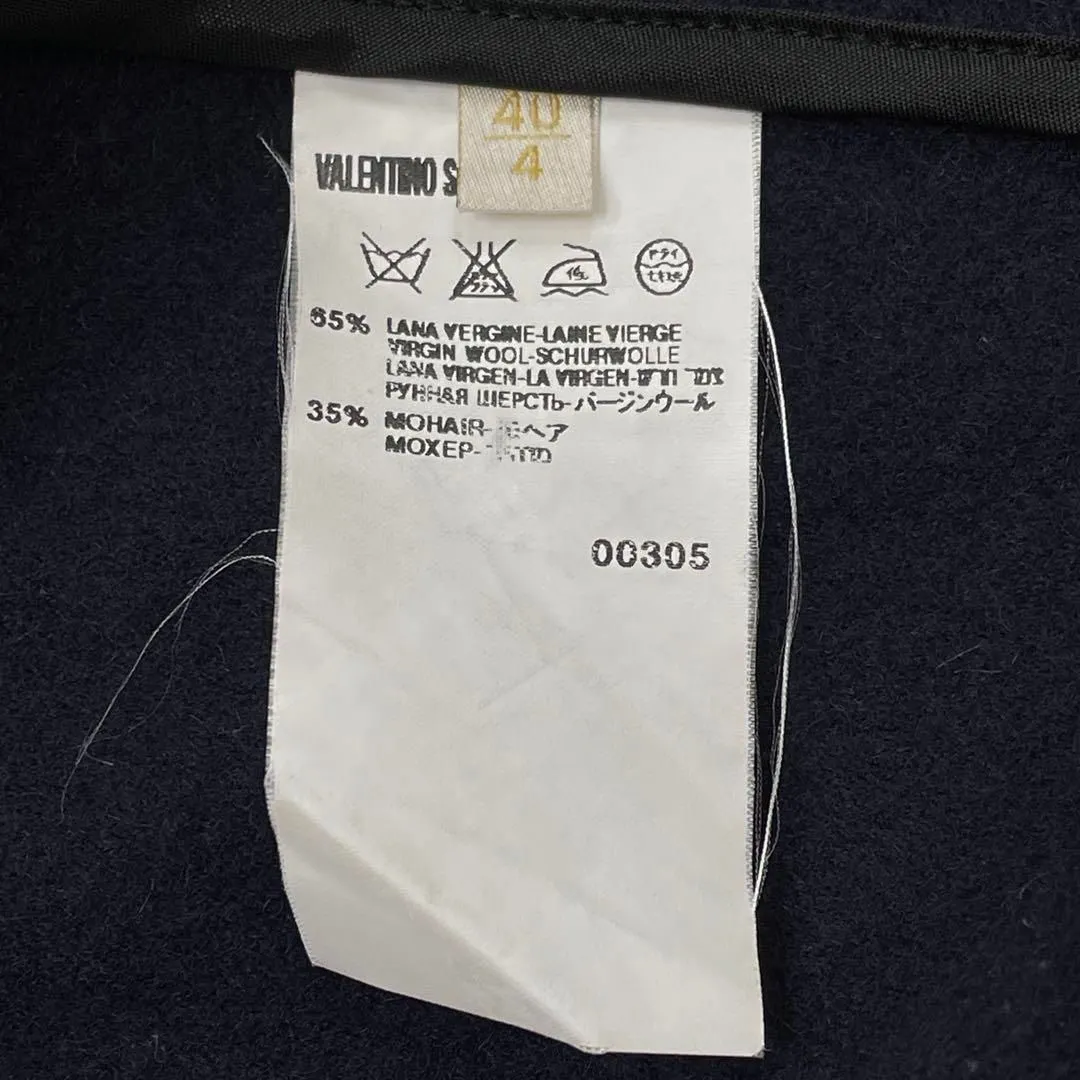 40
4
VALENTINO S
65% LANA VERGINE-LAINE VIERGE
VIRGIN WOOL-SCHURWOLLE
LANA VIRGEN-LA VIRGEN-
РУННАЯ ШЕРСТЬ-バージンウール
35% MOHAIR-モヘア
МОХЕР-
00305